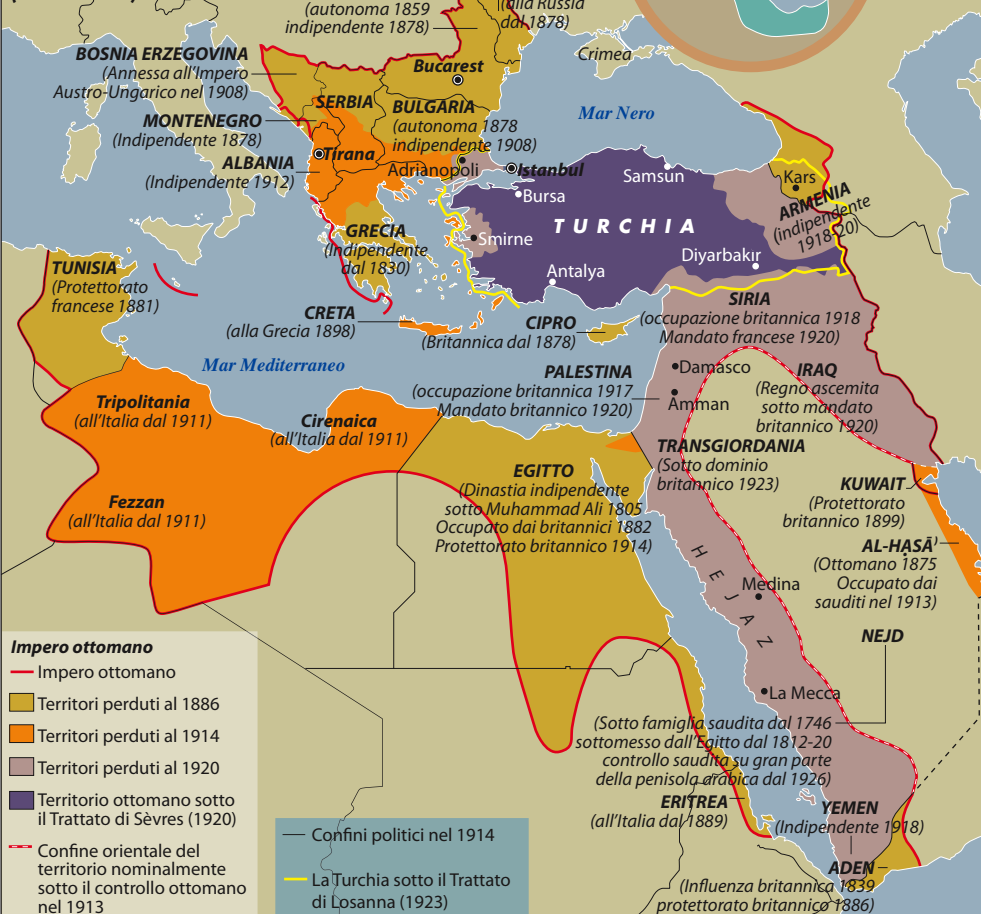 (autonoma 1859
indipendente 1878)
(alla Russia
dal 1878)
BOSNIA ERZEGOVINA
(Annessa all'Impero
Austro-Ungarico nel 1908)
Crimea
Bucarest
SERBIA
BULGARIA
(autonoma 1878
indipendente 1908)
Mar Nero
MONTENEGRO
(Indipendente 1878)
Tirana
ALBANIA
(Indipendente 1912)
Adrianopoli
Istanbul
Bursa
Samsun
Kars
ARMENIA
(indipendente
1918-20)
TURCHIA
GRECIA
(Indipendente
dal 1830)
Smirne
Antalya
Diyarbakır
TUNISIA
(Protettorato
francese 1881)
CRETA
(alla Grecia 1898)
CIPRO
(Britannica dal 1878)
SIRIA
(occupazione britannica 1918
Mandato francese 1920)
Mar Mediterraneo
PALESTINA
(occupazione britannica 1917
Mandato britannico 1920)
Damasco
Amman
IRAQ
(Regno ascemita
sotto mandato
britannico 1920)
Tripolitania
(all'Italia dal 1911)
Cirenaica
(all'Italia dal 1911)
TRANSGIORDANIA
(Sotto dominio
britannico 1923)
EGITTO
(Dinastia indipendente
sotto Muhammad Ali 1805
Occupato dai britannici 1882
Protettorato britannico 1914)
Fezzan
(all'Italia dal 1911)
KUWAIT
(Protettorato
britannico 1899)
AL-HASĀ'
(Ottomano 1875
Occupato dai
sauditi nel 1913)
HEJAZ
Medina
NEJD
La Mecca
(Sotto famiglia saudita dal 1746
sottomesso dall'Egitto dal 1812-20
controllo saudita su gran parte
della penisola arabica dal 1926)
ERITREA
(all'Italia dal 1889)
YEMEN
(Indipendente 1918)
ADEN
(Influenza britannica 1839
protettorato britannico 1886)
Impero ottomano
Impero ottomano
Territori perduti al 1886
Territori perduti al 1914
Territori perduti al 1920
Territorio ottomano sotto
il Trattato di Sèvres (1920)
Confine orientale del
territorio nominalmente
sotto il controllo ottomano
nel 1913
Confini politici nel 1914
La Turchia sotto il Trattato
di Losanna (1923)